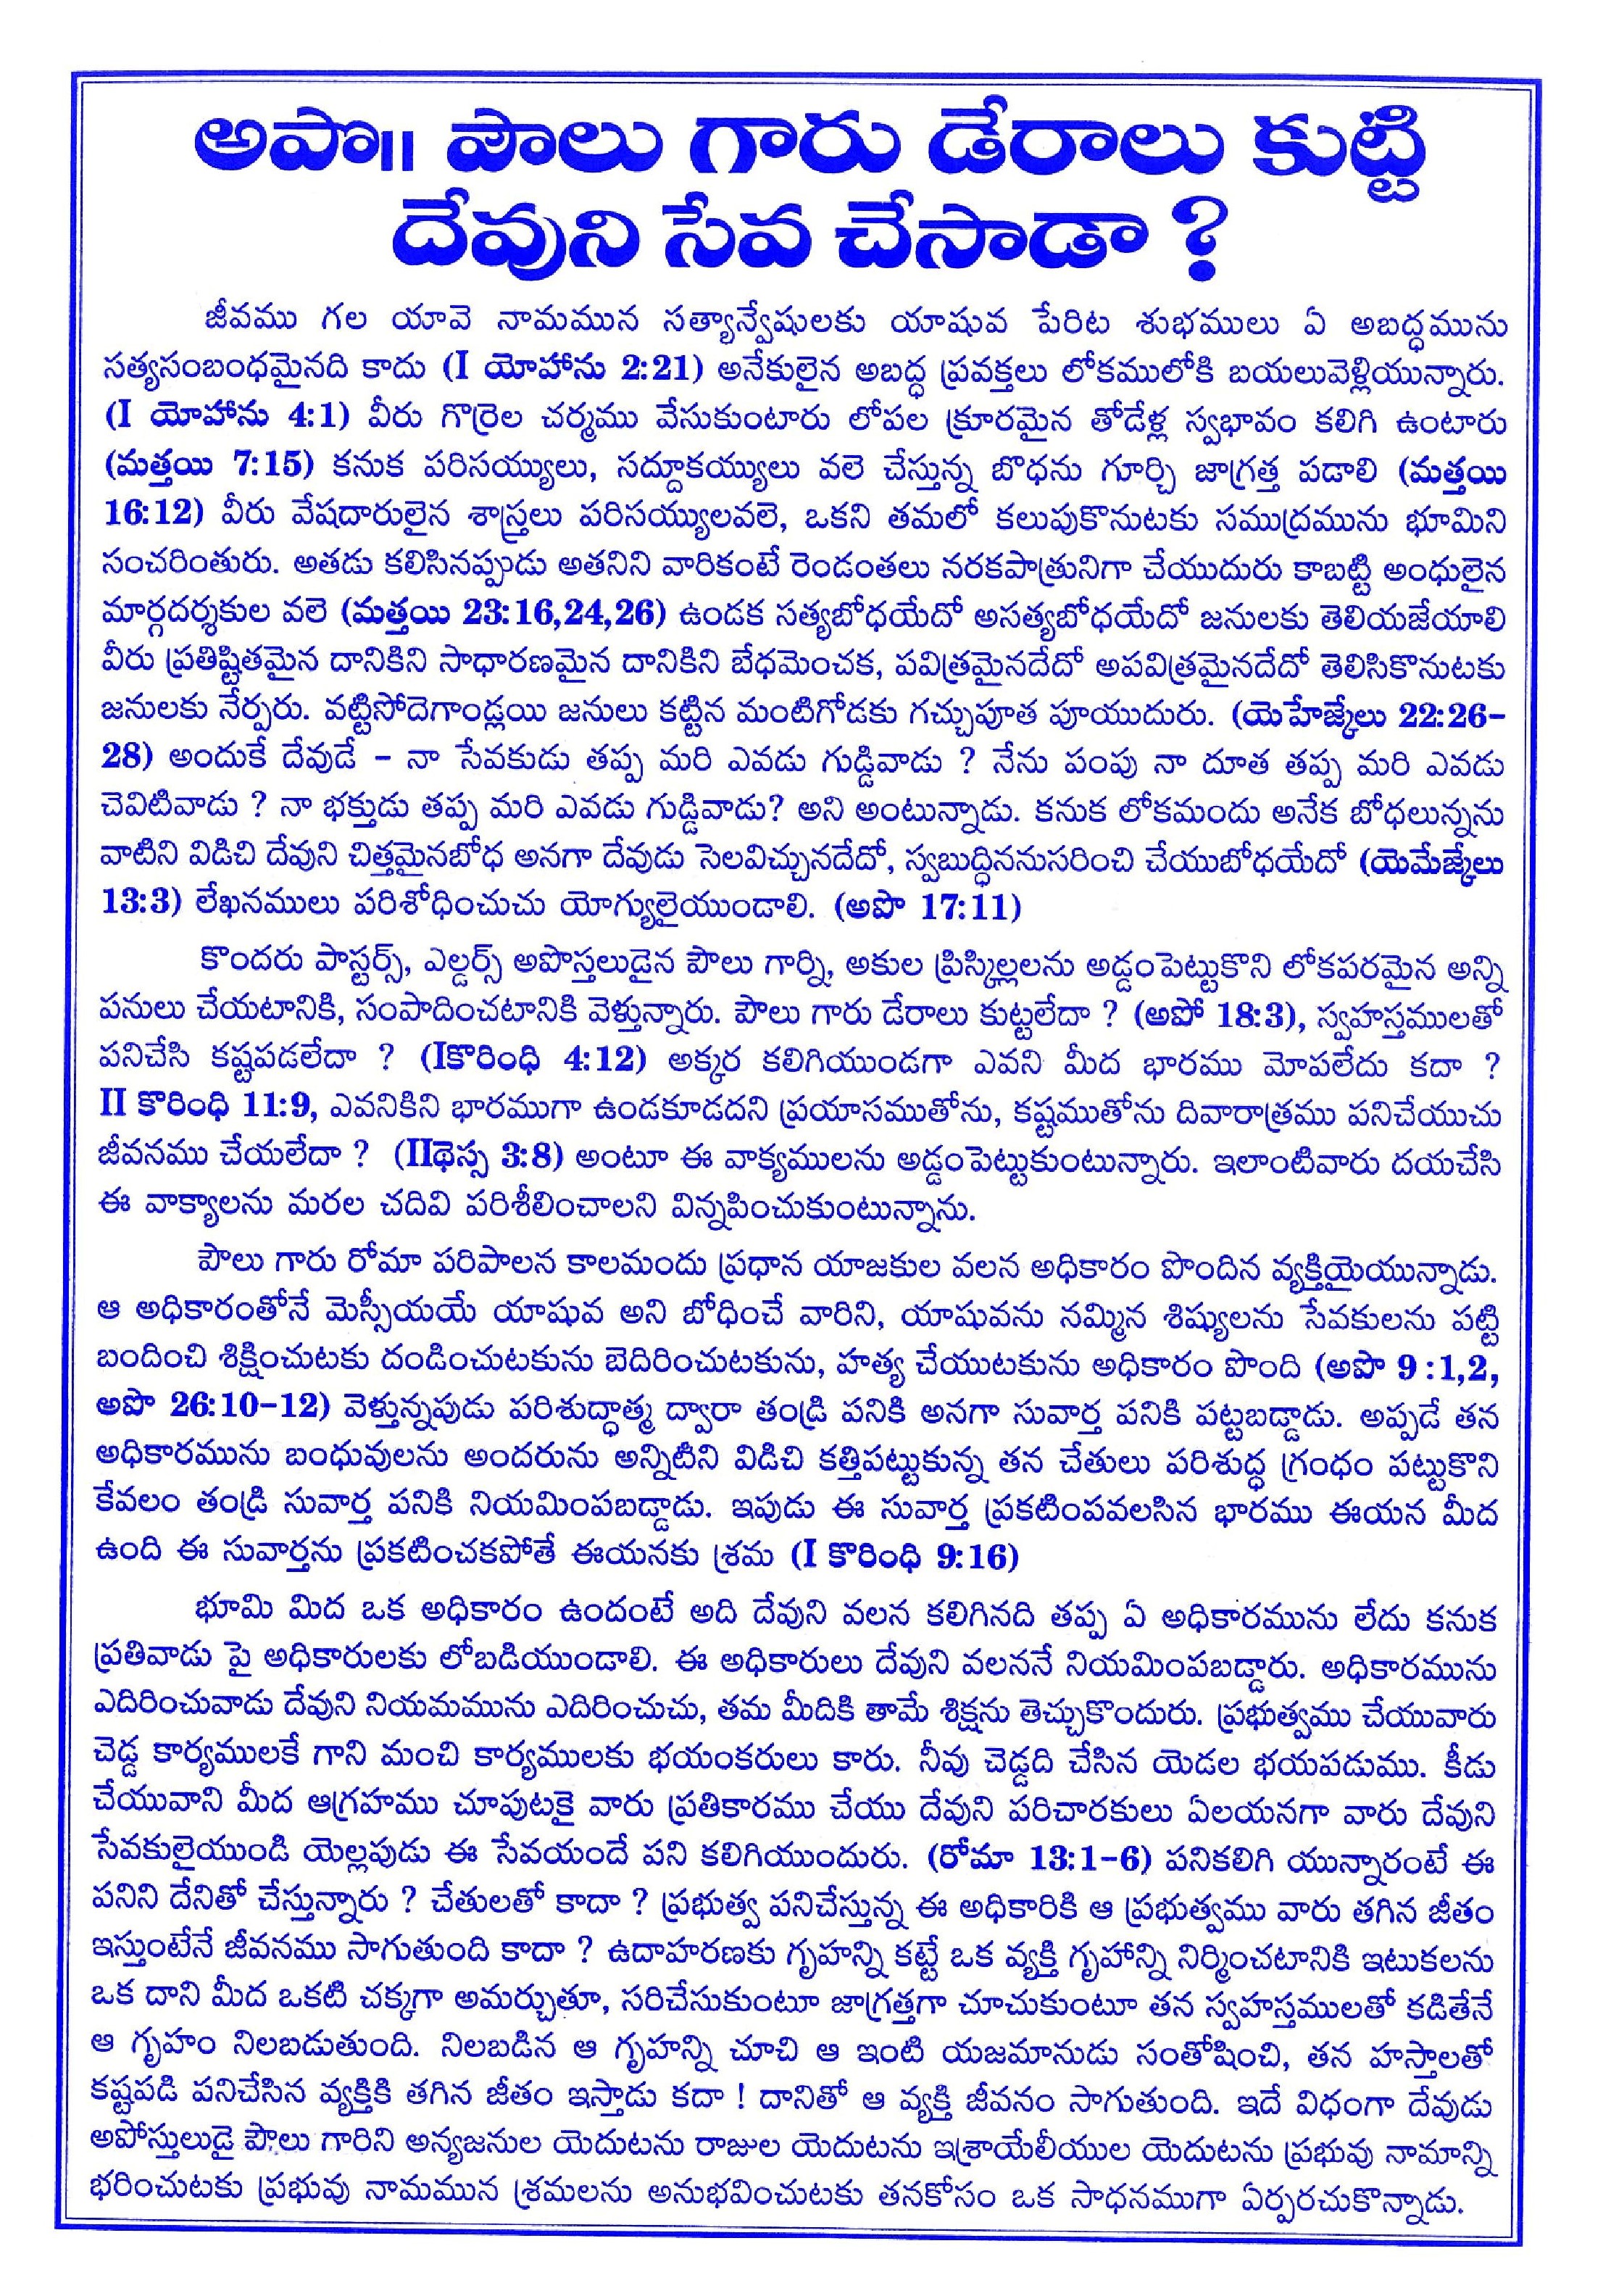 అపొ॥ పౌలు గారు డేరాలు కుట్టి
దేవుని సేవ చేసాడా ?
జీవము గల యావె నామమున సత్యాన్వేషులకు యాషువ పేరిట శుభములు ఏ అబద్ధమును
సత్యసంబంధమైనది కాదు (I యోహాను 2:21) అనేకులైన అబద్ధ ప్రవక్తలు లోకములోకి బయలువెళ్లియున్నారు.
(I యోహాను 4:1) వీరు గొర్రెల చర్మము వేసుకుంటారు లోపల క్రూరమైన తోడేళ్ల స్వభావం కలిగి ఉంటారు
(మత్తయి 7:15) కనుక పరిసయ్యులు, సద్దూకయ్యులు వలె చేస్తున్న బొధను గూర్చి జాగ్రత్త పడాలి (మత్తయి
16:12) వీరు వేషదారులైన శాస్త్రలు పరిసయ్యులవలె, ఒకని తమలో కలుపుకొనుటకు సముద్రమును భూమిని
సంచరింతురు. అతడు కలిసినప్పుడు అతనిని వారికంటే రెండంతలు నరకపాత్రునిగా చేయుదురు కాబట్టి అంధులైన
మార్గదర్శకుల వలె (మత్తయి 23:16,24,26) ఉండక సత్యబోధయేదో అసత్యబోధయేదో జనులకు తెలియజేయాలి
వీరు ప్రతిష్టితమైన దానికిని సాధారణమైన దానికిని బేధమెంచక, పవిత్రమైనదేదో అపవిత్రమైనదేదో తెలిసికొనుటకు
జనులకు నేర్పరు. వట్టిసోదెగాండ్లయి జనులు కట్టిన మంటిగోడకు గచ్చుపూత పూయుదురు. (యెహేజ్కేలు 22:26-
28) అందుకే దేవుడే - నా సేవకుడు తప్ప మరి ఎవడు గుడ్డివాడు ? నేను పంపు నా దూత తప్ప మరి ఎవడు
చెవిటివాడు ? నా భక్తుడు తప్ప మరి ఎవడు గుడ్డివాడు? అని అంటున్నాడు. కనుక లోకమందు అనేక బోధలున్నను
వాటిని విడిచి దేవుని చిత్తమైనబోధ అనగా దేవుడు సెలవిచ్చునదేదో, స్వబుద్ధిననుసరించి చేయుబోధయేదో (యెమేజ్కేలు
13:3) లేఖనములు పరిశోధించుచు యోగ్యులైయుండాలి. (అపొ 17:11)
కొందరు పాస్టర్స్, ఎల్డర్స్ అపొస్తలుడైన పౌలు గార్ని, అకుల ప్రిస్కిల్లలను అడ్డంపెట్టుకొని లోకపరమైన అన్ని
పనులు చేయటానికి, సంపాదించటానికి వెళ్తున్నారు. పౌలు గారు డేరాలు కుట్టలేదా ? (అపో 18:3), స్వహస్తములతో
పనిచేసి కష్టపడలేదా ? (Iకొరింధి 4:12) అక్కర కలిగియుండగా ఎవని మీద భారము మోపలేదు కదా ?
II కొరింధి 11:9, ఎవనికిని భారముగా ఉండకూడదని ప్రయాసముతోను, కష్టముతోను దివారాత్రము పనిచేయుచు
జీవనము చేయలేదా ? (IIథెస్స 3:8) అంటూ ఈ వాక్యములను అడ్డంపెట్టుకుంటున్నారు. ఇలాంటివారు దయచేసి
ఈ వాక్యాలను మరల చదివి పరిశీలించాలని విన్నపించుకుంటున్నాను.
పౌలు గారు రోమా పరిపాలన కాలమందు ప్రధాన యాజకుల వలన అధికారం పొందిన వ్యక్తియైయున్నాడు.
ఆ అధికారంతోనే మెస్సీయయే యాషువ అని బోధించే వారిని, యాషువను నమ్మిన శిష్యులను సేవకులను పట్టి
బందించి శిక్షించుటకు దండించుటకును బెదిరించుటకును, హత్య చేయుటకును అధికారం పొంది (అపొ 9 :1,2,
అపొ 26:10-12) వెళ్తున్నపుడు పరిశుద్ధాత్మ ద్వారా తండ్రి పనికి అనగా సువార్త పనికి పట్టబడ్డాడు. అప్పడే తన
అధికారమును బంధువులను అందరును అన్నిటిని విడిచి కత్తిపట్టుకున్న తన చేతులు పరిశుద్ధ గ్రంధం పట్టుకొని
కేవలం తండ్రి సువార్త పనికి నియమింపబడ్డాడు. ఇపుడు ఈ సువార్త ప్రకటింపవలసిన భారము ఈయన మీద
ఉంది ఈ సువార్తను ప్రకటించకపోతే ఈయనకు శ్రమ (I కొరింధి 9:16)
భూమి మిద ఒక అధికారం ఉందంటే అది దేవుని వలన కలిగినది తప్ప ఏ అధికారమును లేదు కనుక
ప్రతివాడు పై అధికారులకు లోబడియుండాలి. ఈ అధికారులు దేవుని వలననే నియమింపబడ్డారు. అధికారమును
ఎదిరించువాడు దేవుని నియమమును ఎదిరించుచు, తమ మీదికి తామే శిక్షను తెచ్చుకొందురు. ప్రభుత్వము చేయువారు
చెడ్డ కార్యములకే గాని మంచి కార్యములకు భయంకరులు కారు. నీవు చెడ్డది చేసిన యెడల భయపడుము. కీడు
చేయువాని మీద ఆగ్రహము చూపుటకై వారు ప్రతికారము చేయు దేవుని పరిచారకులు ఏలయనగా వారు దేవుని
సేవకులైయుండి యెల్లపుడు ఈ సేవయందే పని కలిగియుందురు. (రోమా 13:1-6) పనికలిగి యున్నారంటే ఈ
పనిని దేనితో చేస్తున్నారు ? చేతులతో కాదా ? ప్రభుత్వ పనిచేస్తున్న ఈ అధికారికి ఆ ప్రభుత్వము వారు తగిన జీతం
ఇస్తుంటేనే జీవనము సాగుతుంది కాదా ? ఉదాహరణకు గృహన్ని కట్టే ఒక వ్యక్తి గృహాన్ని నిర్మించటానికి ఇటుకలను
ఒక దాని మీద ఒకటి చక్కగా అమర్చుతూ, సరిచేసుకుంటూ జాగ్రత్తగా చూచుకుంటూ తన స్వహస్తములతో కడితేనే
ఆ గృహం నిలబడుతుంది. నిలబడిన ఆ గృహన్ని చూచి ఆ ఇంటి యజమానుడు సంతోషించి, తన హస్తాలతో
కష్టపడి పనిచేసిన వ్యక్తికి తగిన జీతం ఇస్తాడు కదా ! దానితో ఆ వ్యక్తి జీవనం సాగుతుంది. ఇదే విధంగా దేవుడు
అపోస్తులుడై పౌలు గారిని అన్యజనుల యెదుటను రాజుల యెదుటను ఇశ్రాయేలీయుల యెదుటను ప్రభువు నామాన్ని
భరించుటకు ప్రభువు నామమున శ్రమలను అనుభవించుటకు తనకోసం ఒక సాధనముగా ఏర్పరచుకొన్నాడు.